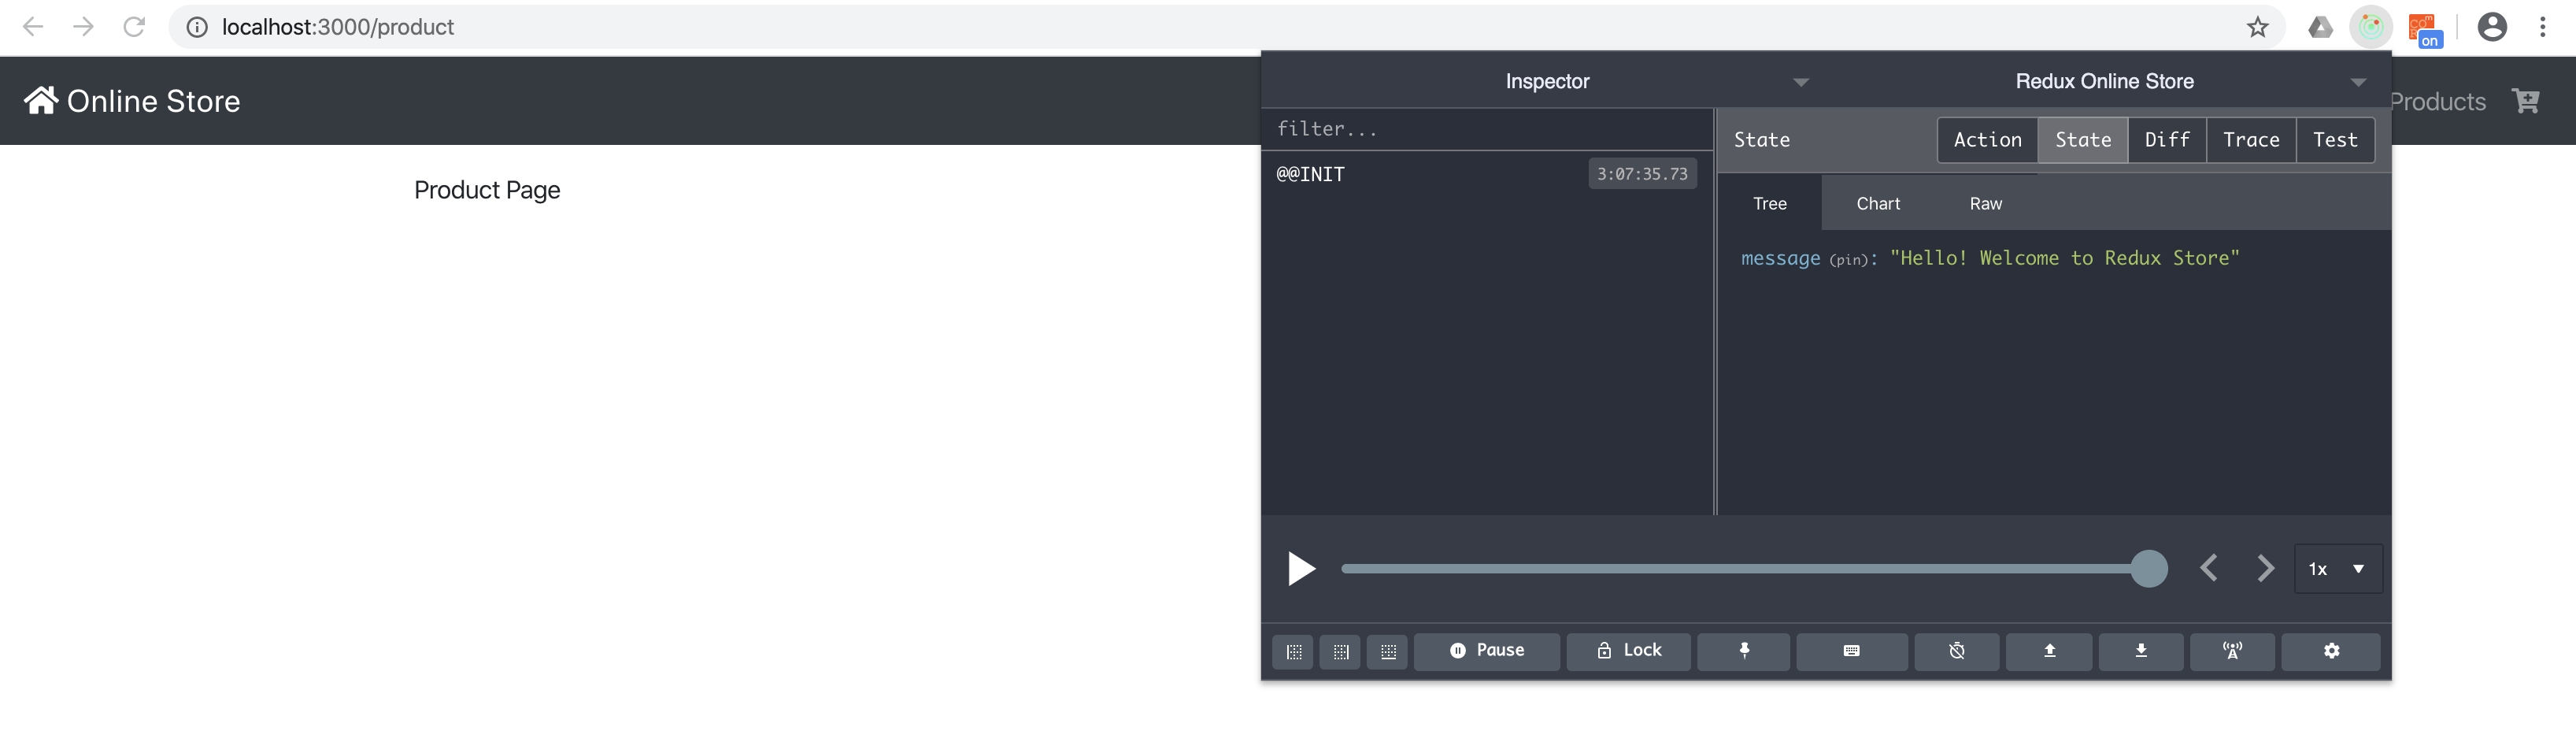 localhost:3000/product
on
Online Store
Products
Product Page
Inspector
Redux Online Store
filter...
State
Action
State
Diff
Trace
Test
@@INIT
3:07:35.73
Tree
Chart
Raw
message (pin): "Hello! Welcome to Redux Store"
1x
Pause
Lock